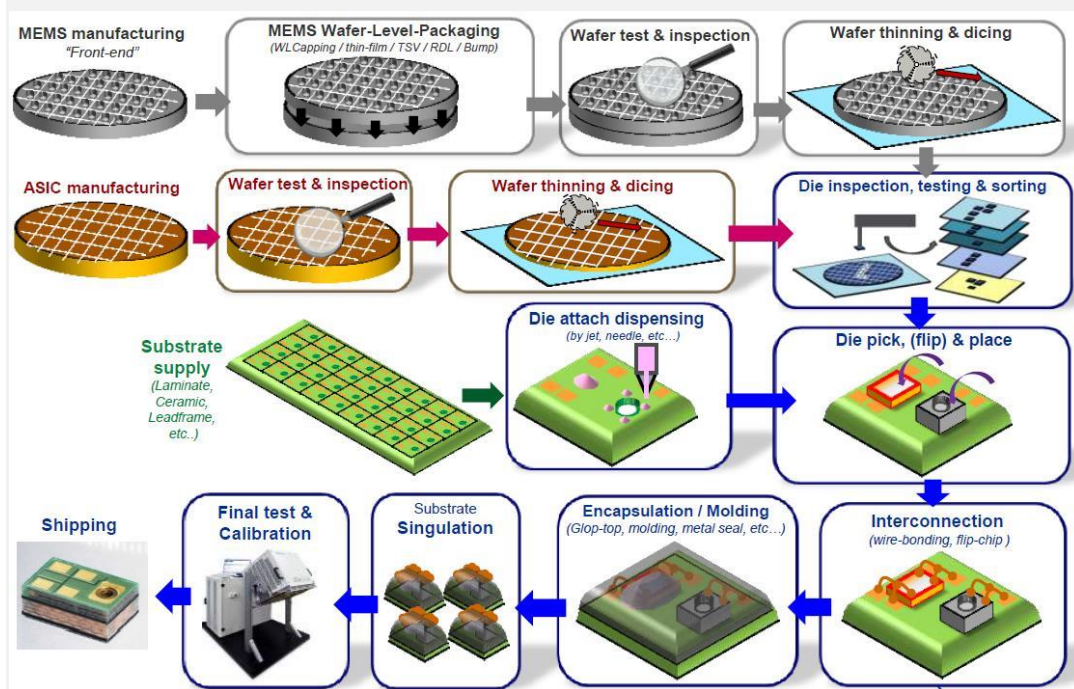 MEMS manufacturing
“Front-end”
MEMS Wafer-Level-Packaging
(WLCapping / thin-film / TSV / RDL / Bump)
Wafer test & inspection
Wafer thinning & dicing
ASIC manufacturing
Wafer test & inspection
Wafer thinning & dicing
Die inspection, testing & sorting
Substrate
supply
(Laminate,
Ceramic,
Leadframe,
etc..)
Die attach dispensing
(by jet, needle, etc…)
Die pick, (flip) & place
Shipping
Final test &
Calibration
Substrate
Singulation
Encapsulation / Molding
(Glop-top, molding, metal seal, etc…)
Interconnection
(wire-bonding, flip-chip )